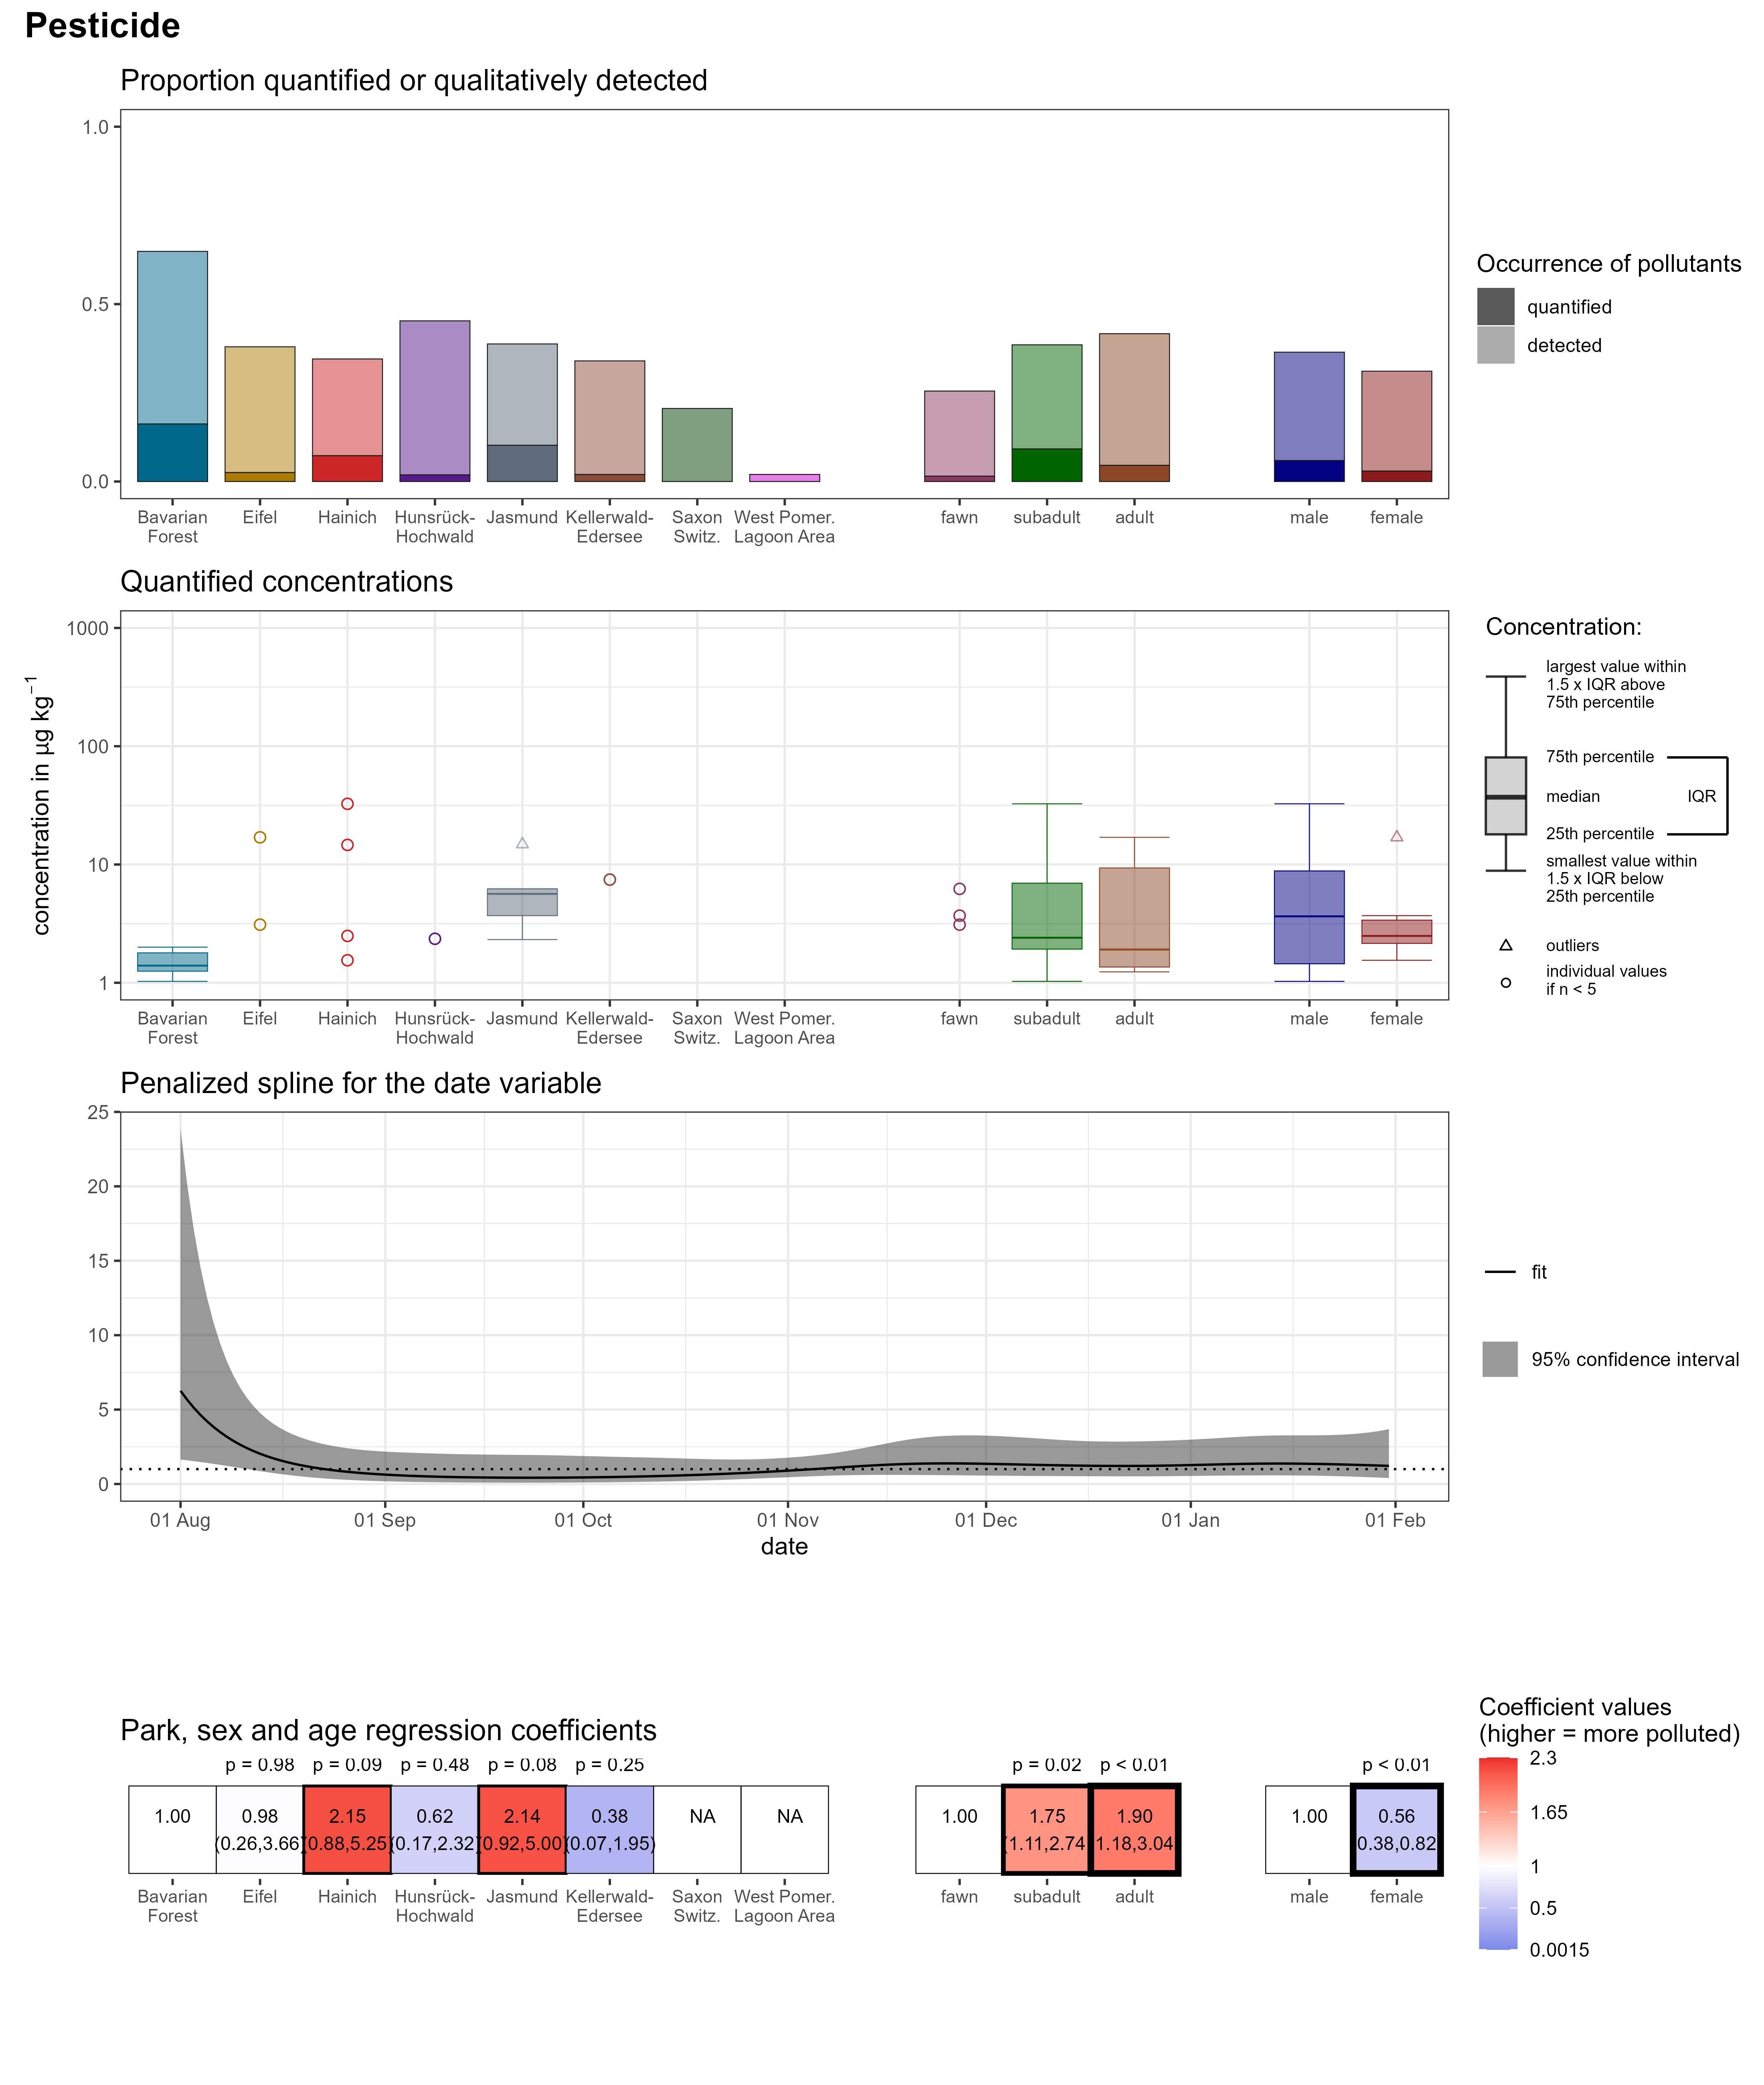 Pesticide
Proportion quantified or qualitatively detected
1.0
0.5
0.0
Bavarian Forest
Eifel
Hainich
Hunsrück-Hochwald
Jasmund
Kellerwald-Edersee
Saxon Switz.
West Pomer. Lagoon Area
fawn
subadult
adult
male
female
Occurrence of pollutants
quantified
detected
Quantified concentrations
concentration in µg kg⁻¹
1000
100
10
1
Bavarian Forest
Eifel
Hainich
Hunsrück-Hochwald
Jasmund
Kellerwald-Edersee
Saxon Switz.
West Pomer. Lagoon Area
fawn
subadult
adult
male
female
Concentration:
largest value within
1.5 x IQR above
75th percentile
75th percentile
median
IQR
25th percentile
smallest value within
1.5 x IQR below
25th percentile
outliers
individual values
if n < 5
Penalized spline for the date variable
25
20
15
10
5
0
01 Aug
01 Sep
01 Oct
01 Nov
01 Dec
01 Jan
01 Feb
date
fit
95% confidence interval
Park, sex and age regression coefficients
p = 0.98
p = 0.09
p = 0.48
p = 0.08
p = 0.25
p = 0.02
p < 0.01
p < 0.01
1.00
0.98
2.15
0.62
2.14
0.38
NA
NA
1.00
1.75
1.90
1.00
0.56
(0.26,3.66)
(0.88,5.25)
(0.17,2.32)
(0.92,5.00)
(0.07,1.95)
(1.11,2.74
1.18,3.04
0.38,0.82
Bavarian Forest
Eifel
Hainich
Hunsrück-Hochwald
Jasmund
Kellerwald-Edersee
Saxon Switz.
West Pomer. Lagoon Area
fawn
subadult
adult
male
female
Coefficient values
(higher = more polluted)
2.3
1.65
1
0.5
0.0015